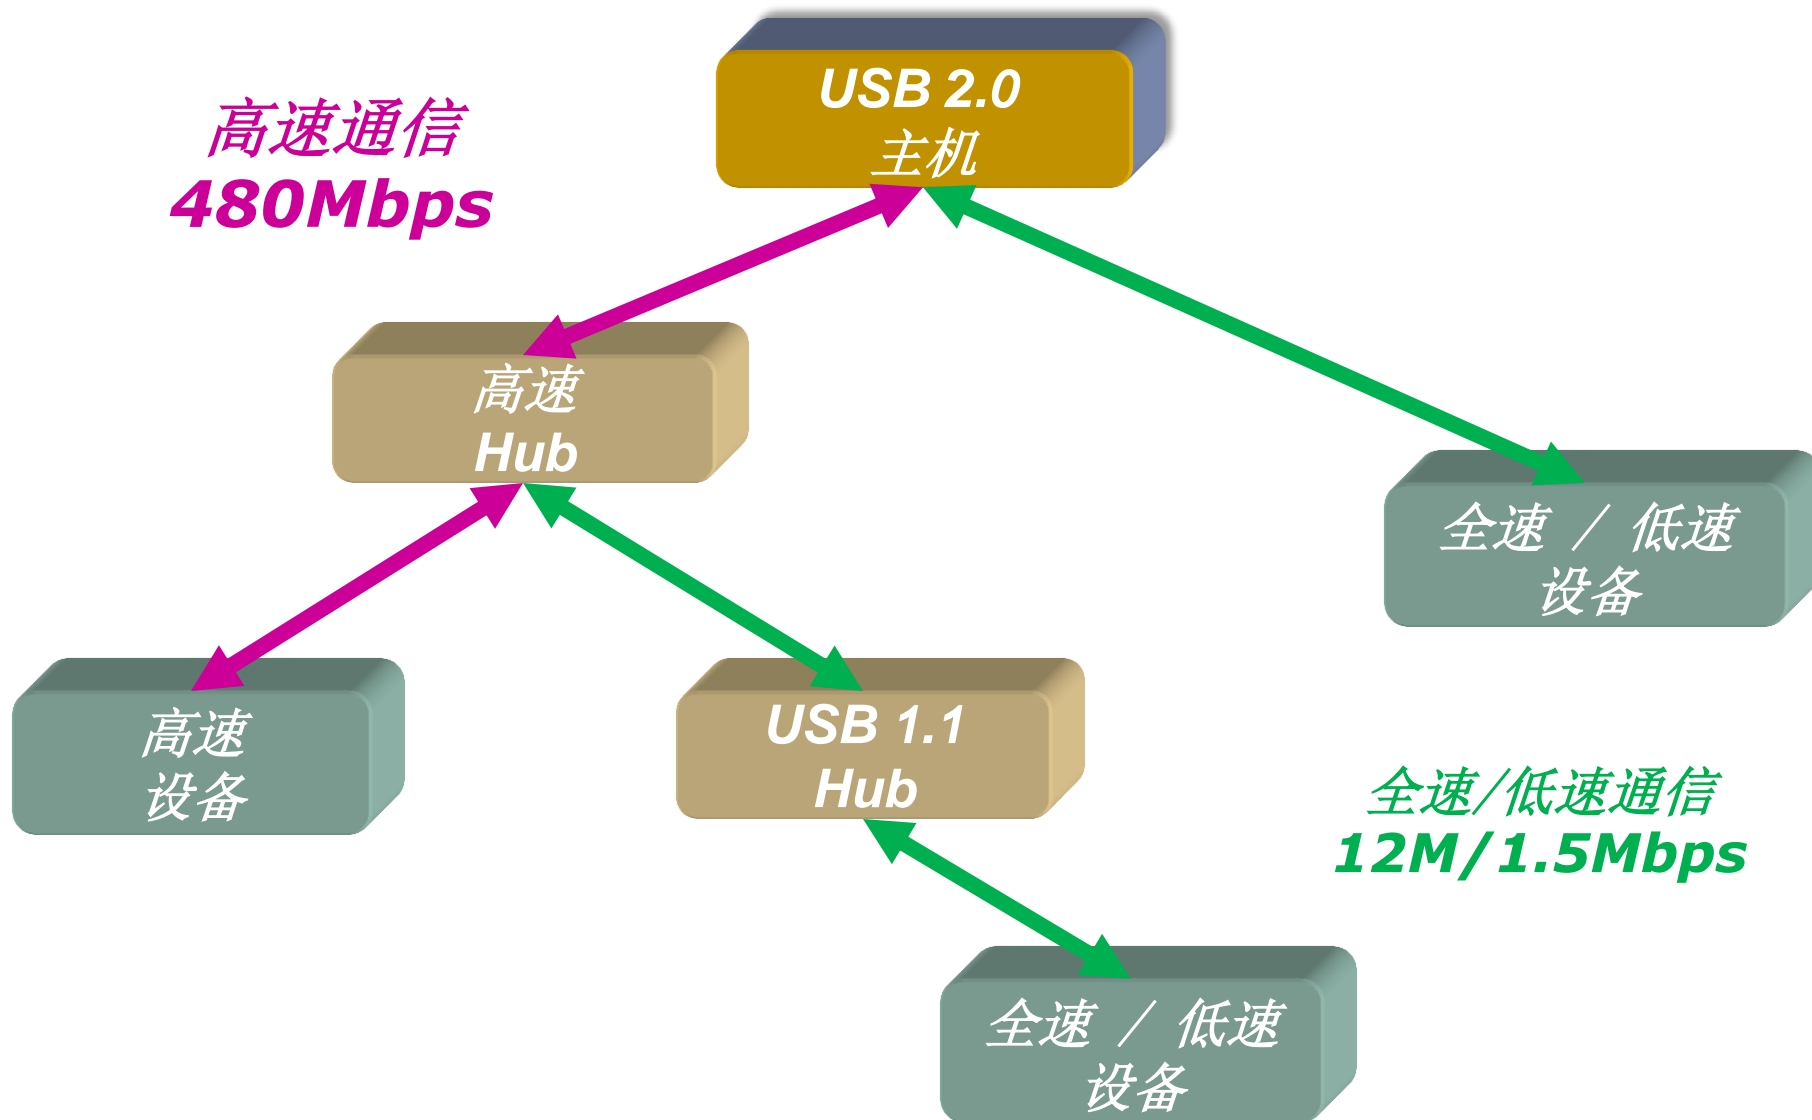 USB 2.0
主机
高速通信
480Mbps
高速
Hub
全速 / 低速
设备
高速
设备
USB 1.1
Hub
全速/低速通信
12M/1.5Mbps
全速 / 低速
设备